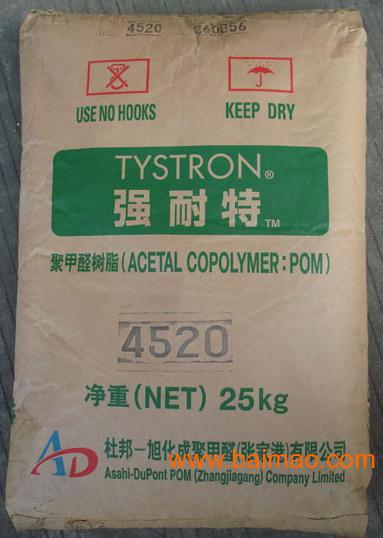 4520 260856
USE NO HOOKS KEEP DRY
TYSTRON®
强耐特™
聚甲醛树脂(ACETAL COPOLYMER:POM)
4520
净重(NET) 25kg
AD 杜邦－旭化成聚甲醛(张家港)有限公司
www.baimao.com
Asahi-DuPont POM (Zhangjiagang) Company Limited